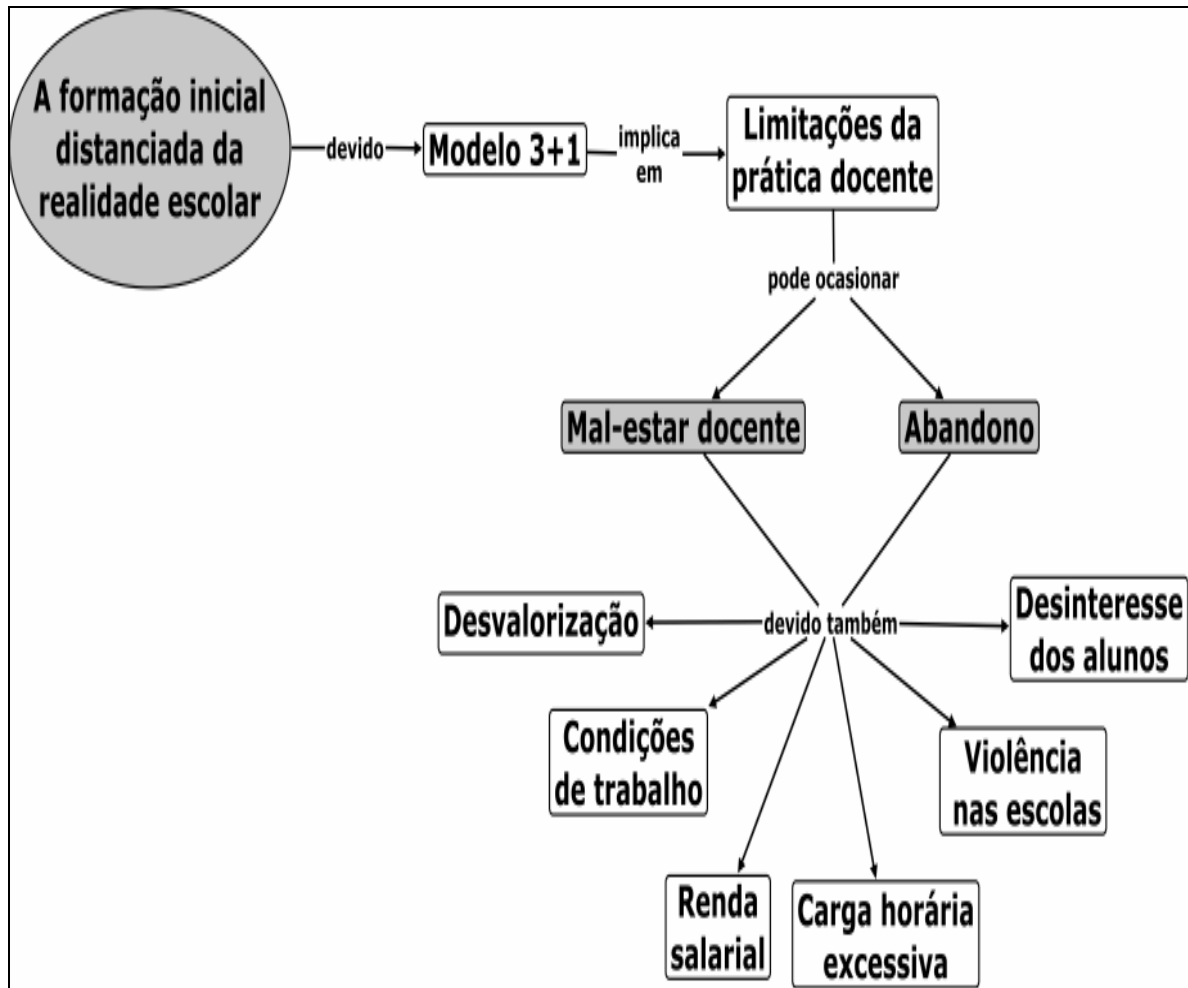 A formação inicial
distanciada da
realidade escolar
devido
Modelo 3+1
implica
em
Limitações da
prática docente
pode ocasionar
Mal-estar docente
Abandono
devido também
Desvalorização
Desinteresse
dos alunos
Condições
de trabalho
Violência
nas escolas
Renda
salarial
Carga horária
excessiva